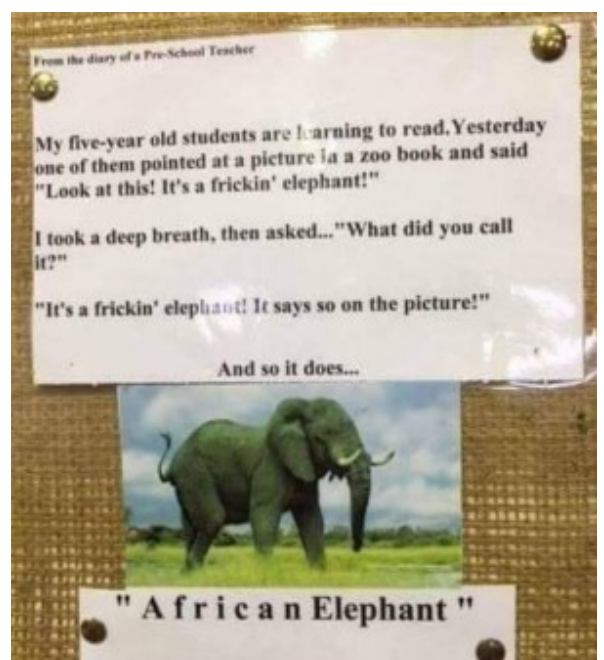 From the diary of a Pre-School Teacher
My five-year old students are learning to read.Yesterday
one of them pointed at a picture in a zoo book and said
"Look at this! It's a frickin' elephant!"
I took a deep breath, then asked..."What did you call
it?"
"It's a frickin' elephant! It says so on the picture!"
And so it does...
" A f r i c a n Elephant "